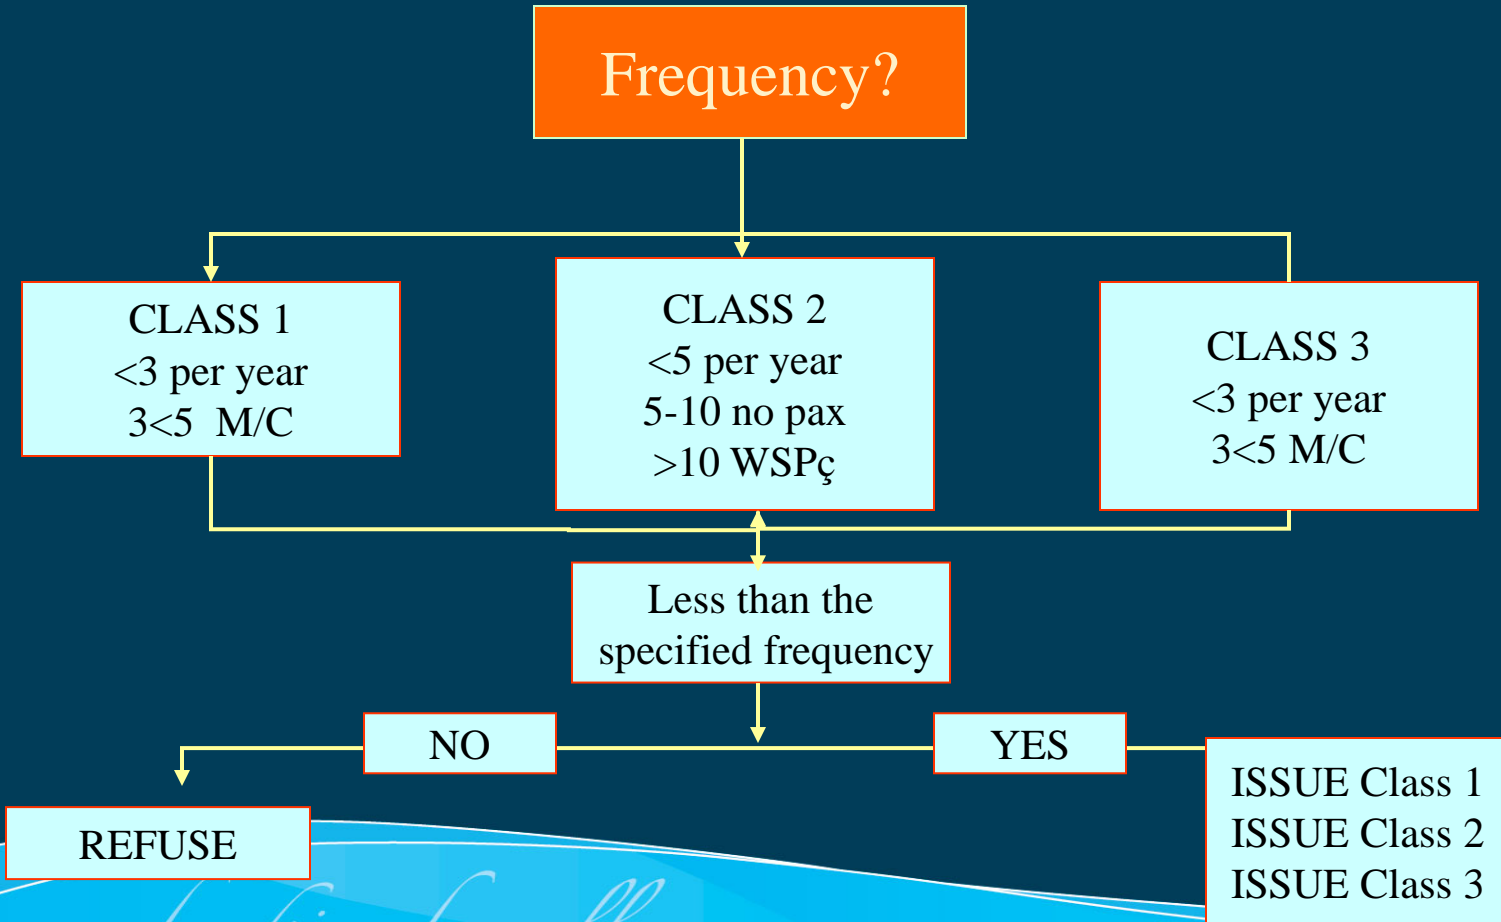 Frequency?
CLASS 1
<3 per year
3<5 M/C
CLASS 2
<5 per year
5-10 no pax
>10 WSPç
CLASS 3
<3 per year
3<5 M/C
Less than the
specified frequency
NO
YES
REFUSE
ISSUE Class 1
ISSUE Class 2
ISSUE Class 3